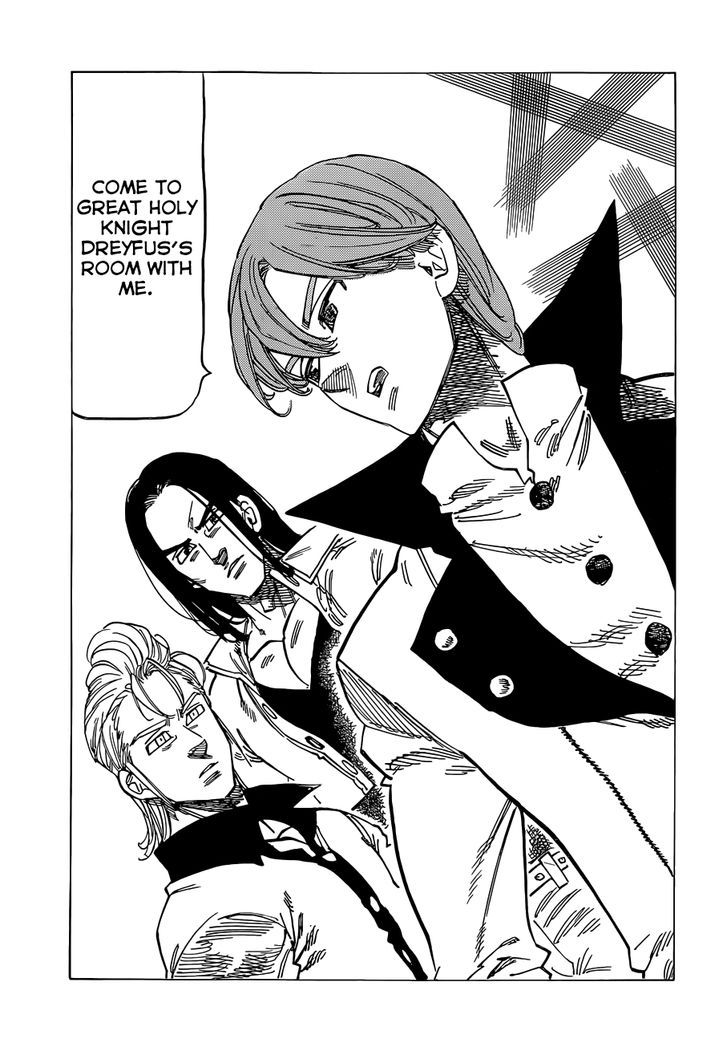 COME TO
GREAT HOLY
KNIGHT
DREYFUS'S
ROOM WITH
ME.